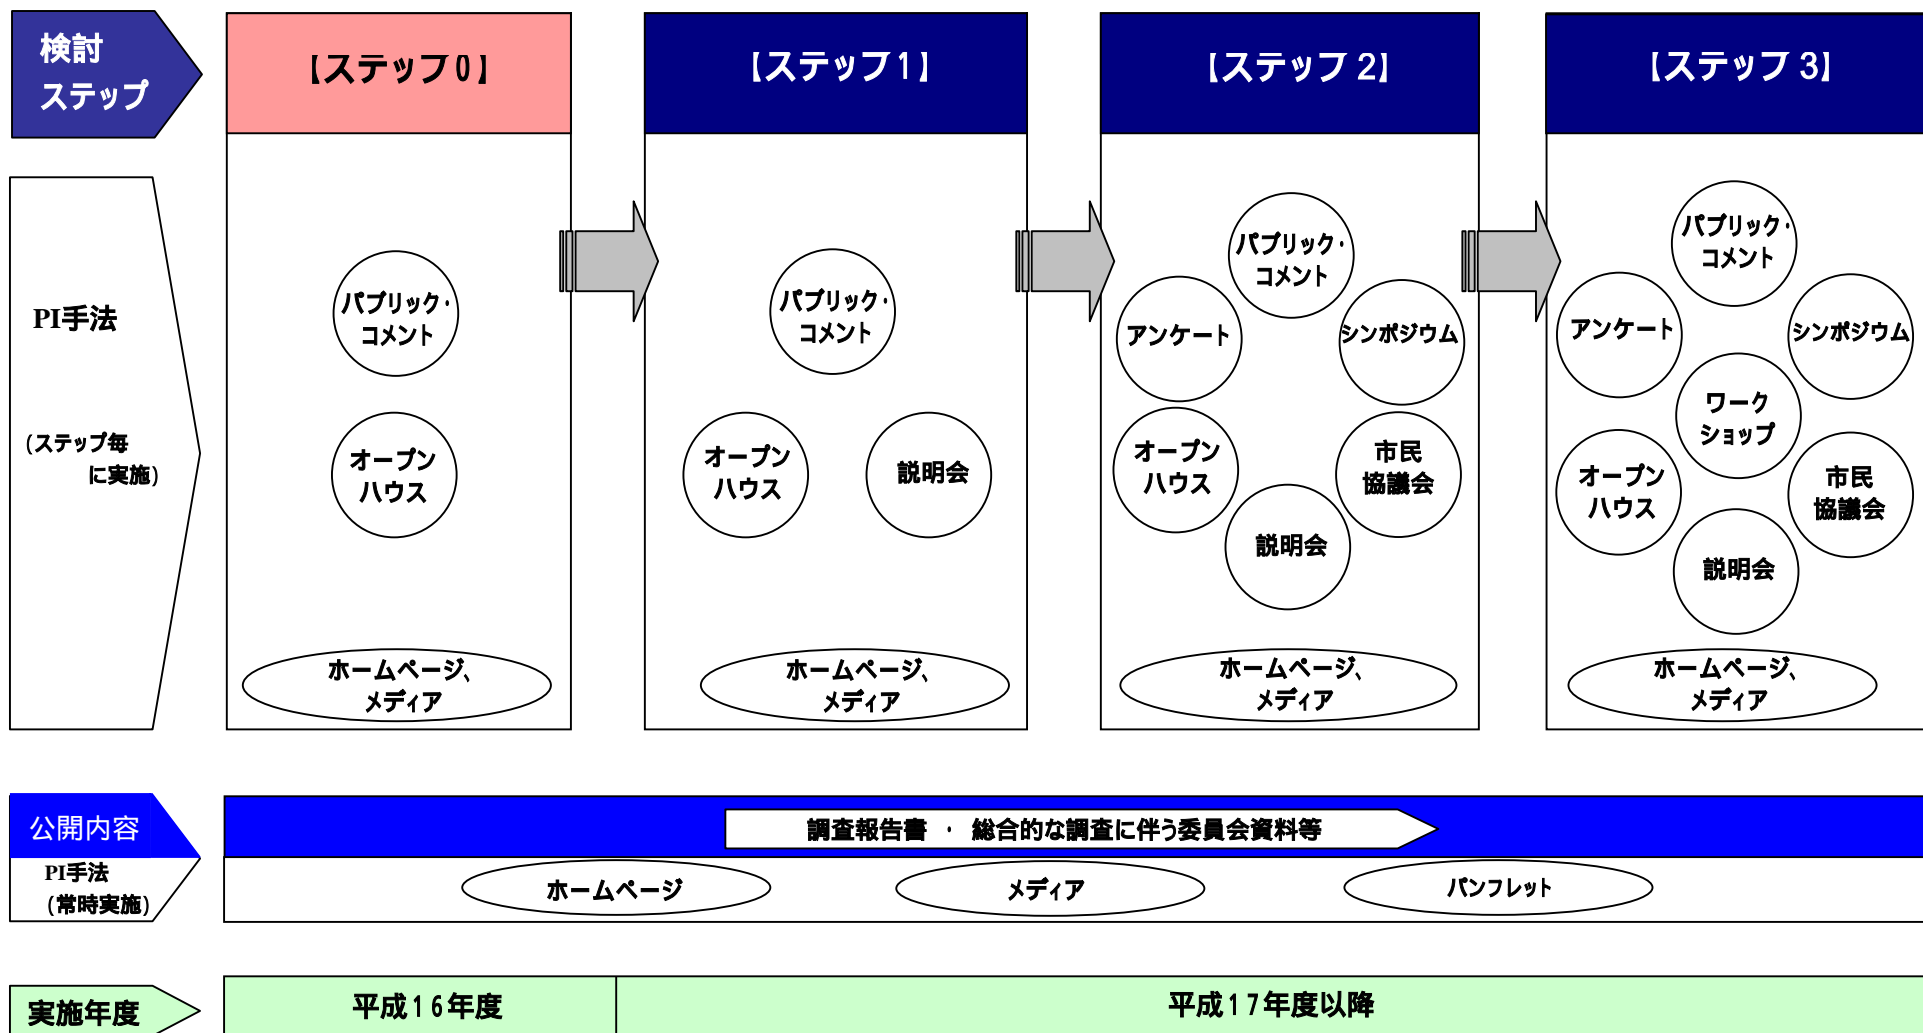 検討
ステップ
【ステップ0】
【ステップ1】
【ステップ2】
【ステップ3】
PI手法
(ステップ毎
に実施)
パブリック・
コメント
オープン
ハウス
ホームページ、
メディア
パブリック・
コメント
オープン
ハウス
説明会
ホームページ、
メディア
パブリック・
コメント
アンケート
シンポジウム
オープン
ハウス
市民
協議会
説明会
ホームページ、
メディア
パブリック・
コメント
アンケート
シンポジウム
ワーク
ショップ
オープン
ハウス
市民
協議会
説明会
ホームページ、
メディア
公開内容
調査報告書 ・ 総合的な調査に伴う委員会資料等
PI手法
(常時実施)
ホームページ
メディア
パンフレット
実施年度
平成16年度
平成17年度以降